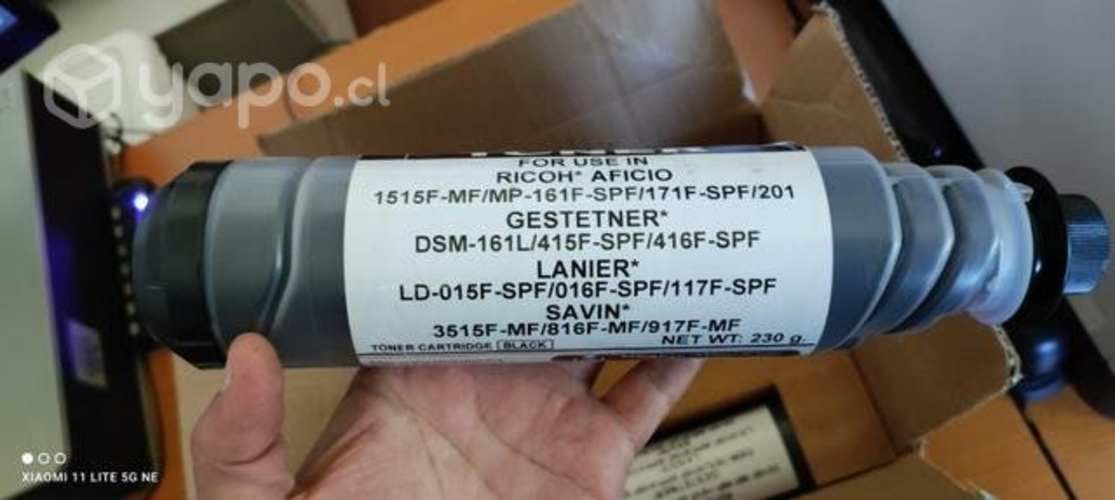 yapo.cl
TONER
FOR USE IN
RICOH* AFICIO
1515F-MF/MP-161F-SPF/171F-SPF/201
GESTETNER*
DSM-161L/415F-SPF/416F-SPF
LANIER*
LD-015F-SPF/016F-SPF/117F-SPF
SAVIN*
3515F-MF/816F-MF/917F-MF
NET WT: 230 g.
TONER CARTRIDGE [BLACK]
XIAOMI 11 LITE 5G NE